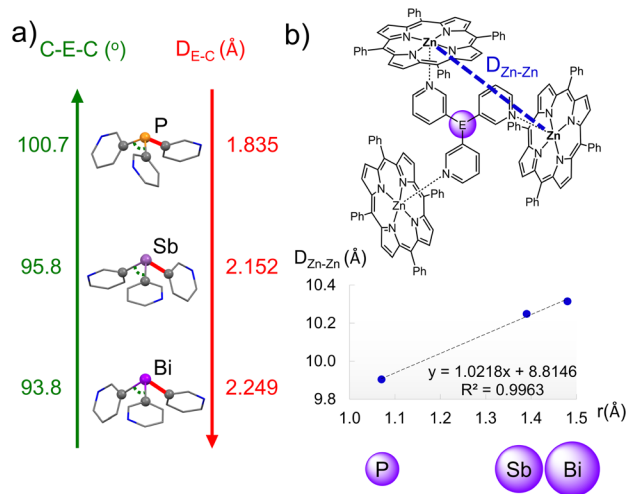 a)
C-E-C (°)
D_E-C (Å)
P
100.7
1.835
Sb
95.8
2.152
Bi
93.8
2.249
b)
Ph
Ph
Ph
Ph
Zn
N
N
N
N
D_Zn-Zn
N
N
N
E
Ph
Ph
Ph
Ph
Zn
N
N
N
N
Ph
Ph
Ph
Ph
Zn
N
N
N
N
D_Zn-Zn (Å)
10.4
10.2
10.0
9.8
y = 1.0218x + 8.8146
R² = 0.9963
1.0 1.1 1.2 1.3 1.4 1.5 r(Å)
P Sb Bi